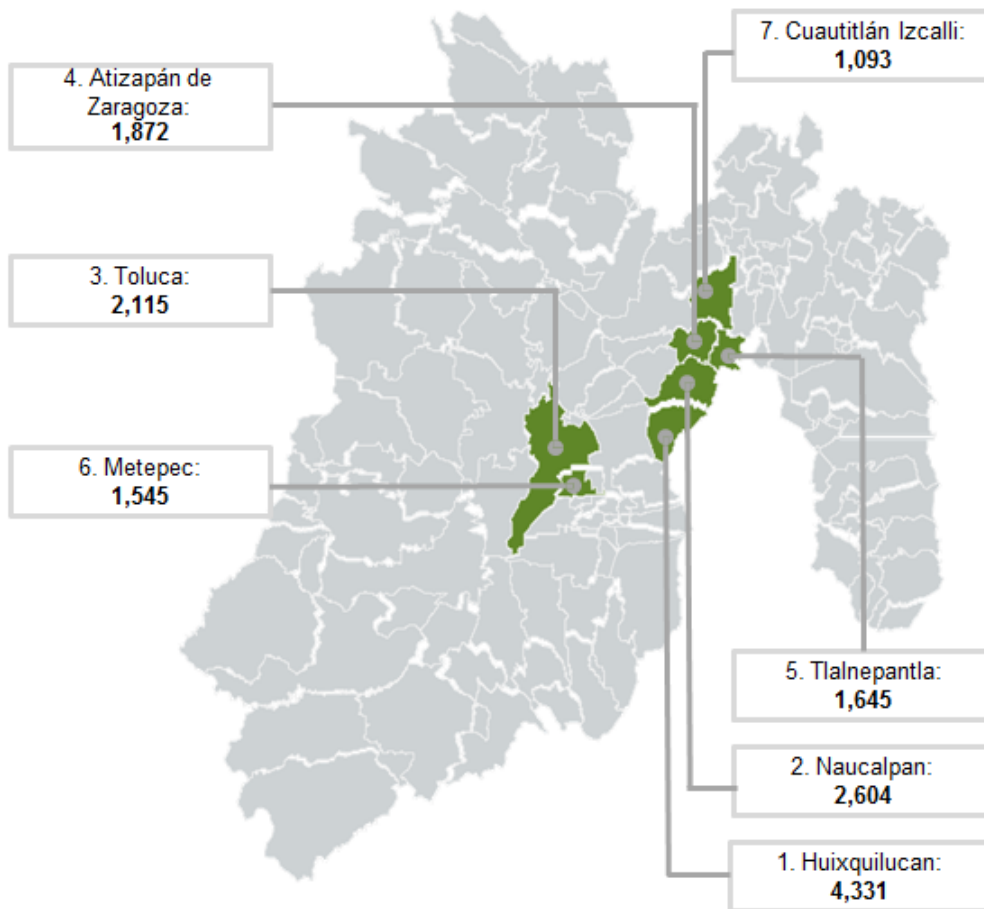 7. Cuautitlán Izcalli:
1,093
4. Atizapán de
Zaragoza:
1,872
3. Toluca:
2,115
6. Metepec:
1,545
5. Tlalnepantla:
1,645
2. Naucalpan:
2,604
1. Huixquilucan:
4,331